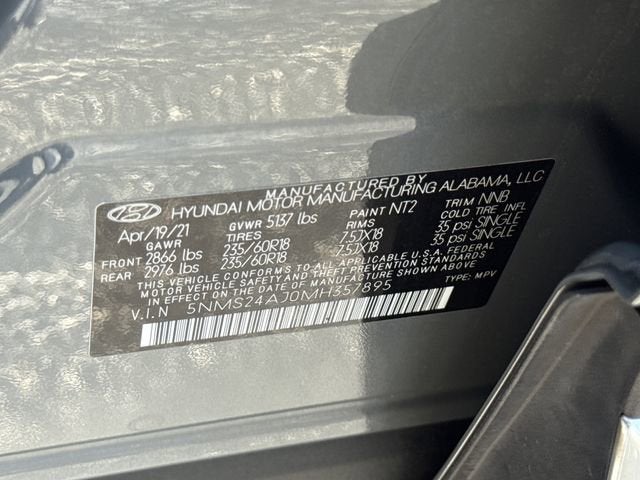 MANUFACTURED BY
HYUNDAI MOTOR MANUFACTURING ALABAMA, LLC
Apr/19/21 GVWR 5137 lbs PAINT NT2 TRIM NNB
GAWR TIRES RIMS COLD TIRE INFL
2866 lbs 235/60R18 7.5JX18 35 psi SINGLE
REAR 2976 lbs 235/60R18 7.5JX18 35 psi SINGLE
THIS VEHICLE CONFORMS TO ALL APPLICABLE U.S.A. FEDERAL
MOTOR VEHICLE SAFETY AND THEFT PREVENTION STANDARDS
IN EFFECT ON THE DATE OF MANUFACTURE SHOWN ABOVE
V.I.N 5NMS24AJ0MH357895 TYPE: MPV